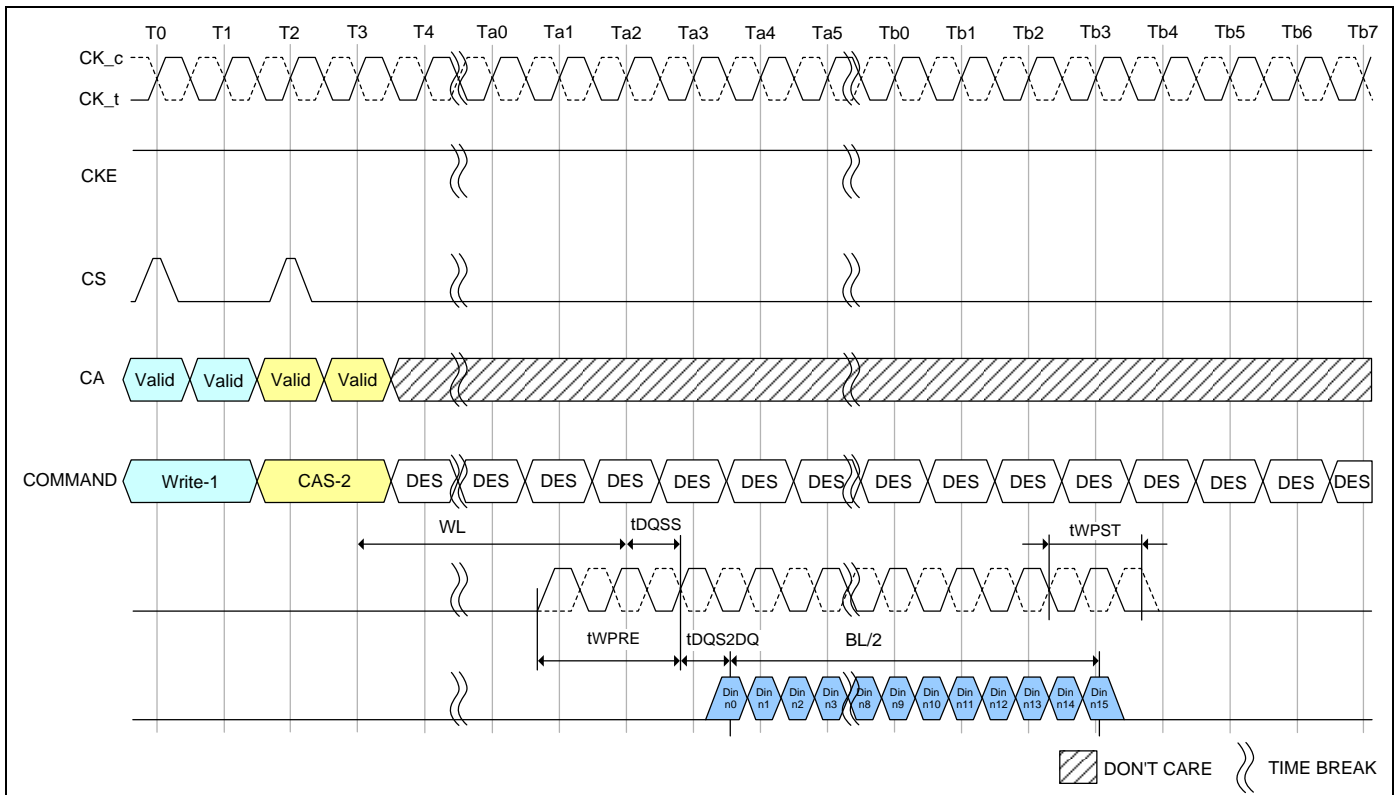 T0 T1 T2 T3 T4 Ta0 Ta1 Ta2 Ta3 Ta4 Ta5 Tb0 Tb1 Tb2 Tb3 Tb4 Tb5 Tb6 Tb7
CK_c
CK_t
CKE
CS
CA Valid Valid Valid Valid
COMMAND Write-1 CAS-2 DES DES DES DES DES DES DES DES DES DES DES DES DES DES DES
WL tDQSS tWPST
tWPRE tDQS2DQ BL/2
Din Din Din Din Din Din Din Din Din Din Din Din
n0 n1 n2 n3 n8 n9 n10 n11 n12 n13 n14 n15
DON'T CARE TIME BREAK